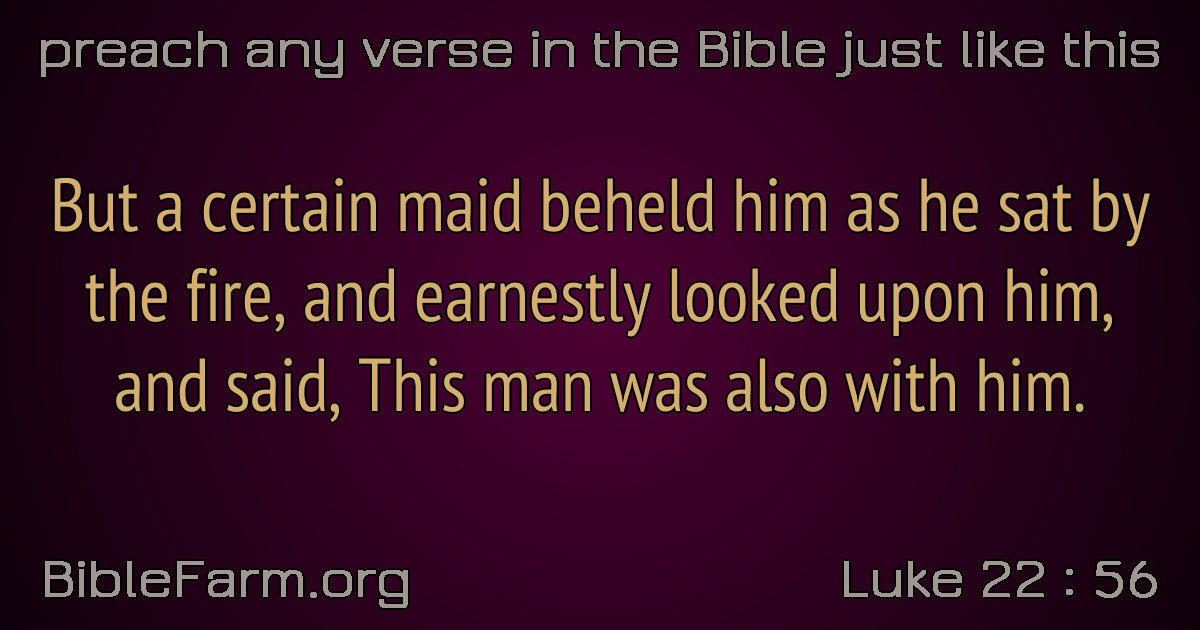 preach any verse in the Bible just like this
But a certain maid beheld him as he sat by
the fire, and earnestly looked upon him,
and said, This man was also with him.
BibleFarm.org
Luke 22 : 56